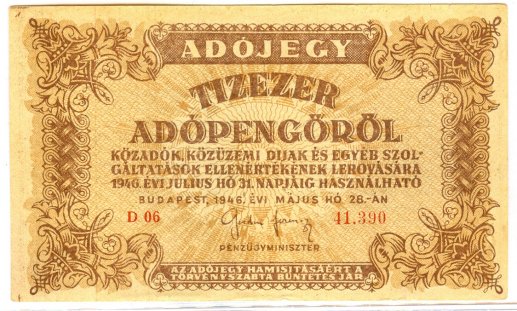 ADÓJEGY
TIZEZER
ADÓPENGŐRŐL
KÖZADÓK, KÖZÜZEMI DIJAK ÉS EGYÉB SZOL-
GÁLTATÁSOK ELLENÉRTÉKÉNEK LEROVÁSÁRA
1946. ÉVI JULIUS HÓ 31. NAPJÁIG HASZNÁLHATÓ
BUDAPEST, 1946. ÉVI MÁJUS HÓ 28.-ÁN
D 06 41.390
PÉNZÜGYMINISZTER
AZ ADÓJEGY HAMISITÁSÁÉRT A
TÖRVÉNYSZABTA BÜNTETÉS JÁR